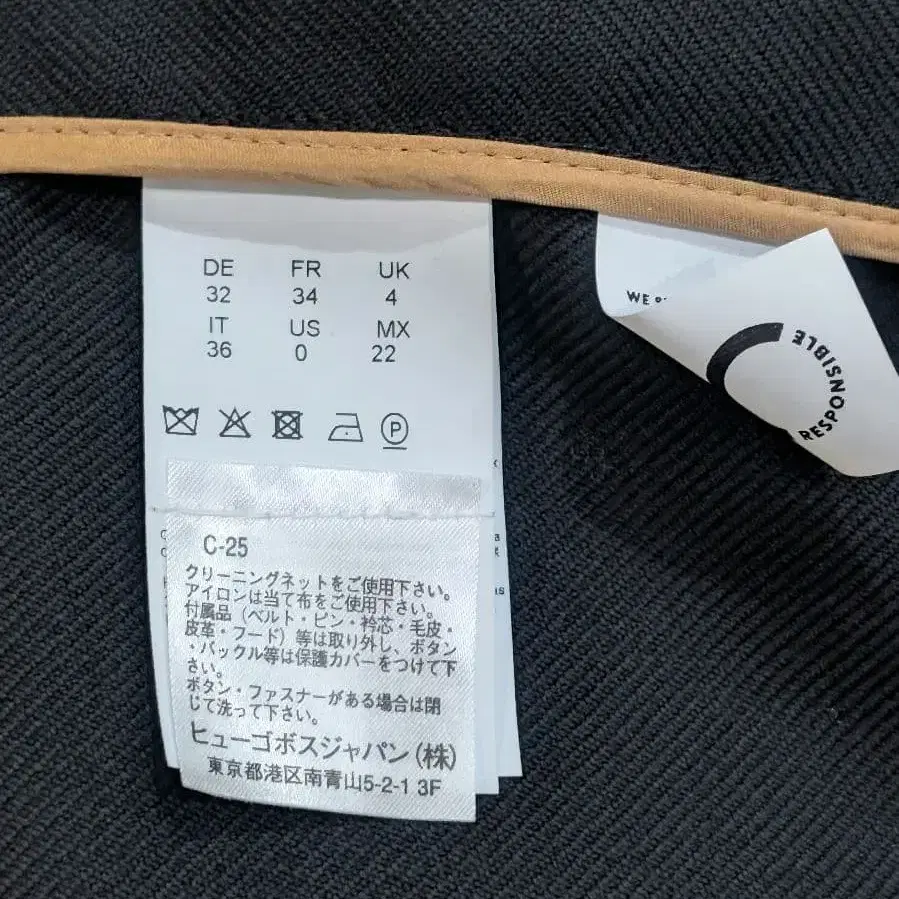 DE FR UK
32 34 4
IT US MX
36 0 22
P
C-25
クリーニングネットをご使用下さい。
アイロンは当て布をご使用下さい。
付属品（ベルト・ピン・衿芯・毛皮・
皮革・フード）等は取り外し、ボタン
・バックル等は保護カバーをつけて下
さい。
ボタン・ファスナーがある場合は閉
じて洗って下さい。
ヒューゴボスジャパン(株)
東京都港区南青山5-2-1 3F
WE
RESPONSIBLE